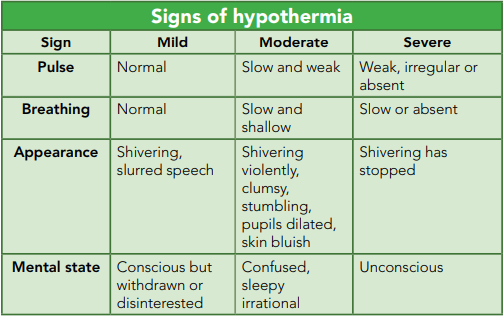 Signs of hypothermia
Sign Mild Moderate Severe
Pulse Normal Slow and weak Weak, irregular or
absent
Breathing Normal Slow and
shallow
Slow or absent
Appearance Shivering,
slurred speech
Shivering
violently,
clumsy,
stumbling,
pupils dilated,
skin bluish
Shivering has
stopped
Mental state Conscious but
withdrawn or
disinterested
Confused,
sleepy
irrational
Unconscious